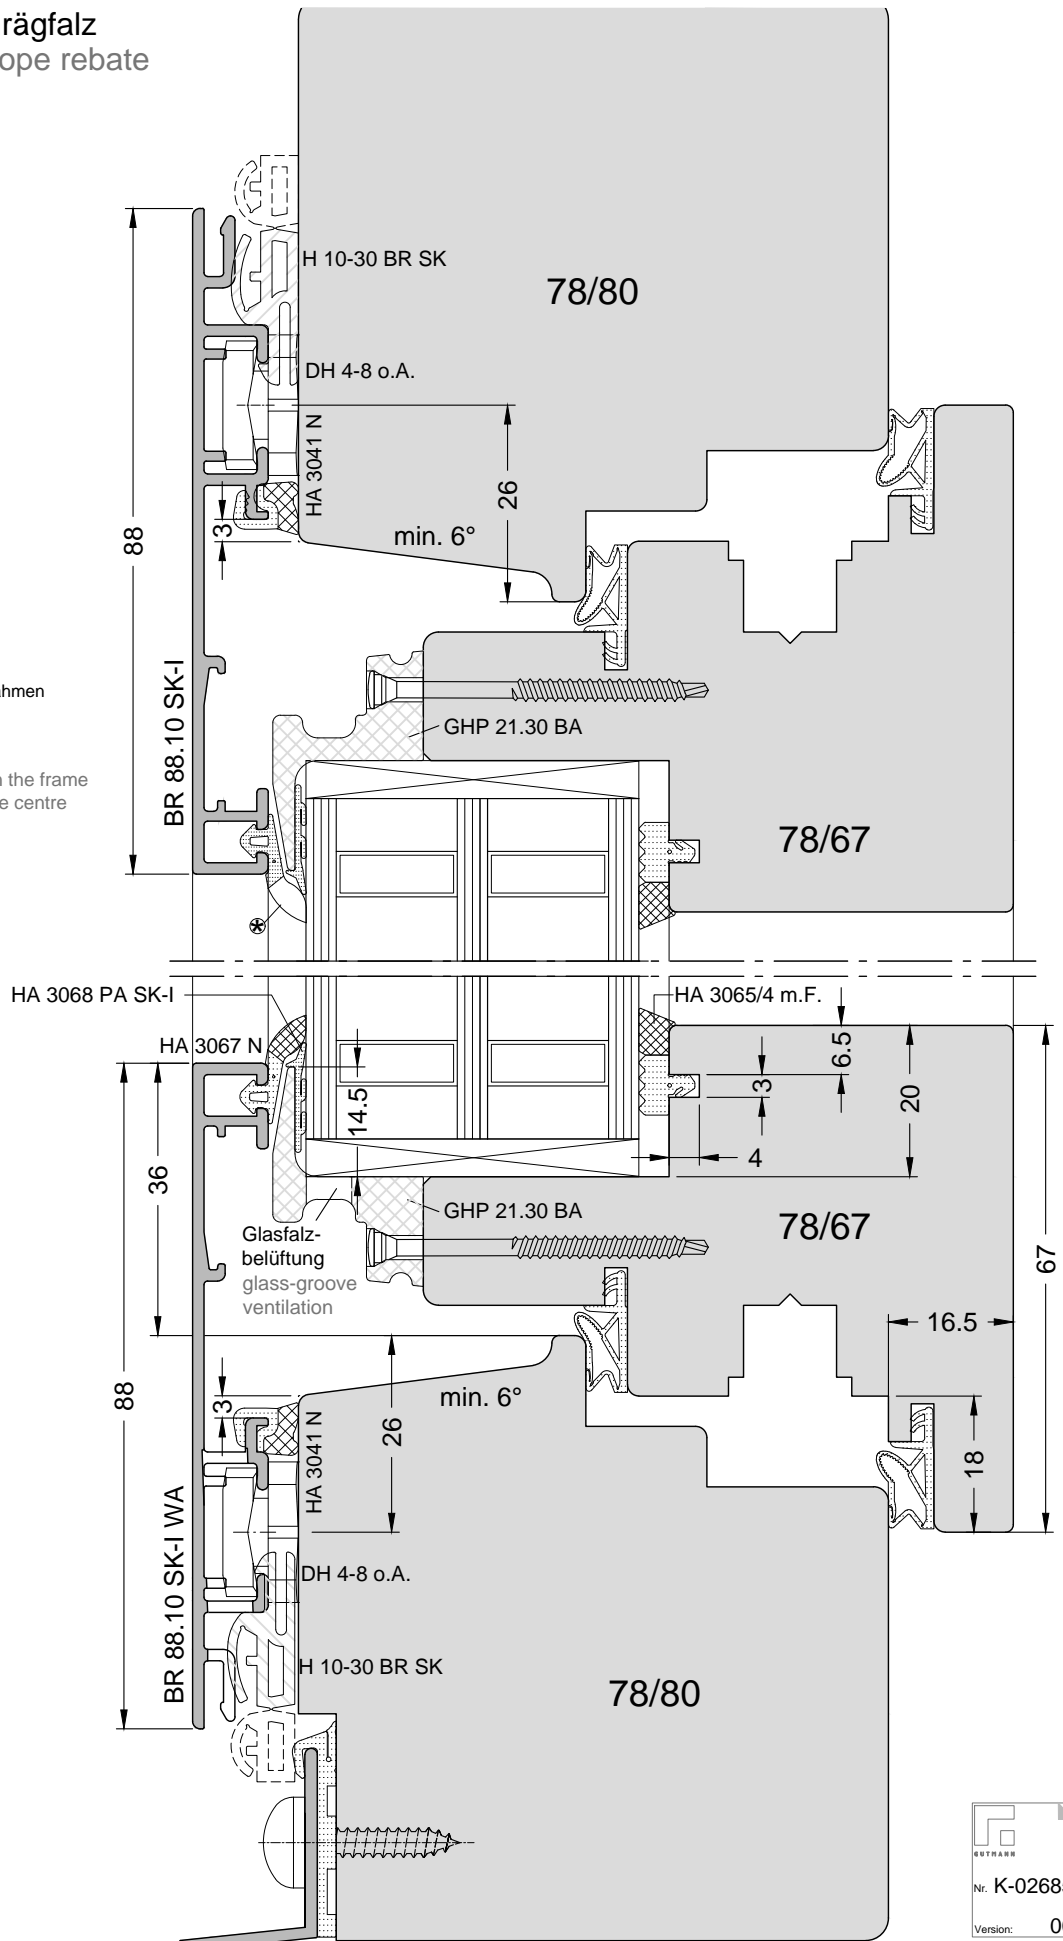 rägfalz
ope rebate
H 10-30 BR SK
78/80
DH 4-8 o.A.
HA 3041 N
26
88
3
min. 6°
BR 88.10 SK-I
ahmen
GHP 21.30 BA
n the frame
e centre
78/67
*
HA 3068 PA SK-I
HA 3065/4 m.F.
HA 3067 N
6.5
3
20
14.5
4
36
GHP 21.30 BA
78/67
Glasfalz-
belüftung
glass-groove
ventilation
67
16.5
88
3
min. 6°
26
HA 3041 N
18
BR 88.10 SK-I WA
DH 4-8 o.A.
H 10-30 BR SK
78/80
GUTMANN
Nr. K-0268
Version: 0